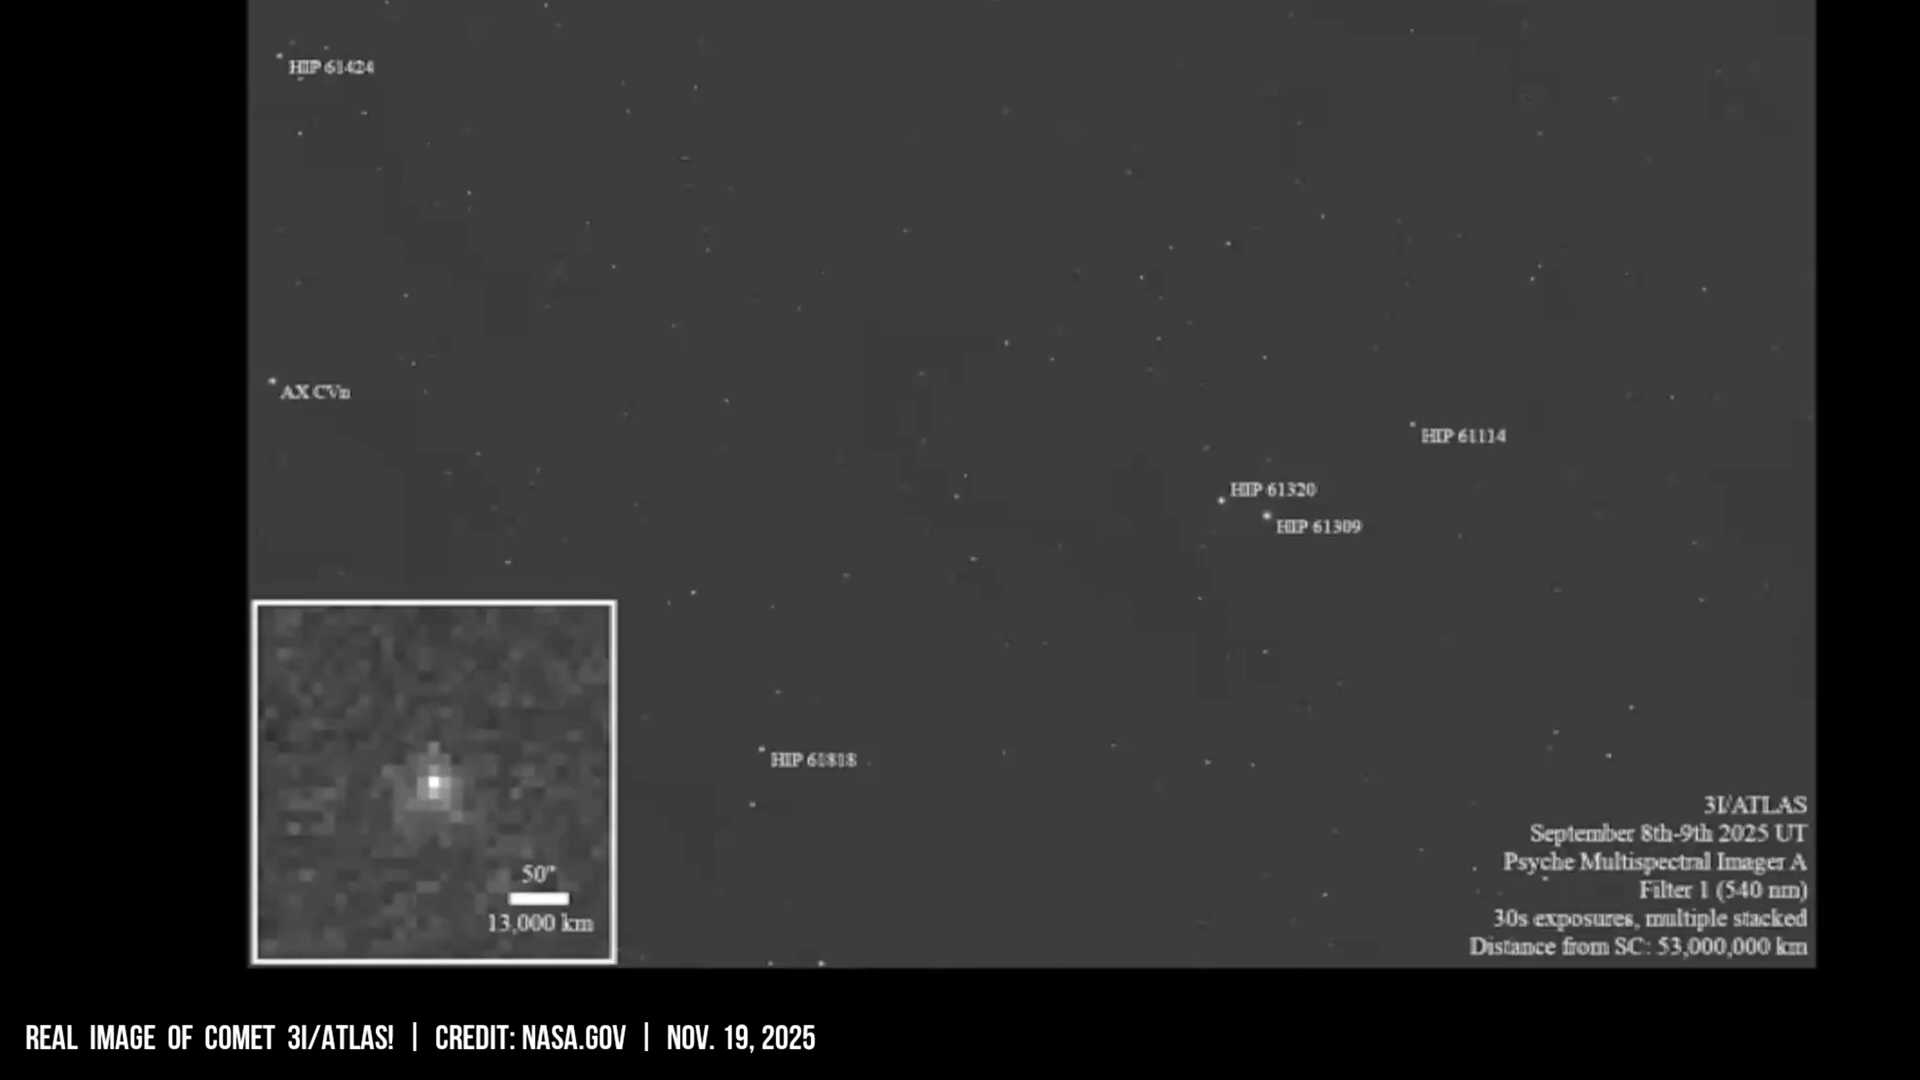 HIP 61424
AX CVn
HIP 61114
HIP 61320
HIP 61309
HIP 61818
50"
13,000 km
3I/ATLAS
September 8th-9th 2025 UT
Psyche Multispectral Imager A
Filter 1 (540 nm)
30s exposures, multiple stacked
Distance from SC: 53,000,000 km
REAL IMAGE OF COMET 3I/ATLAS! | CREDIT: NASA.GOV | NOV. 19, 2025